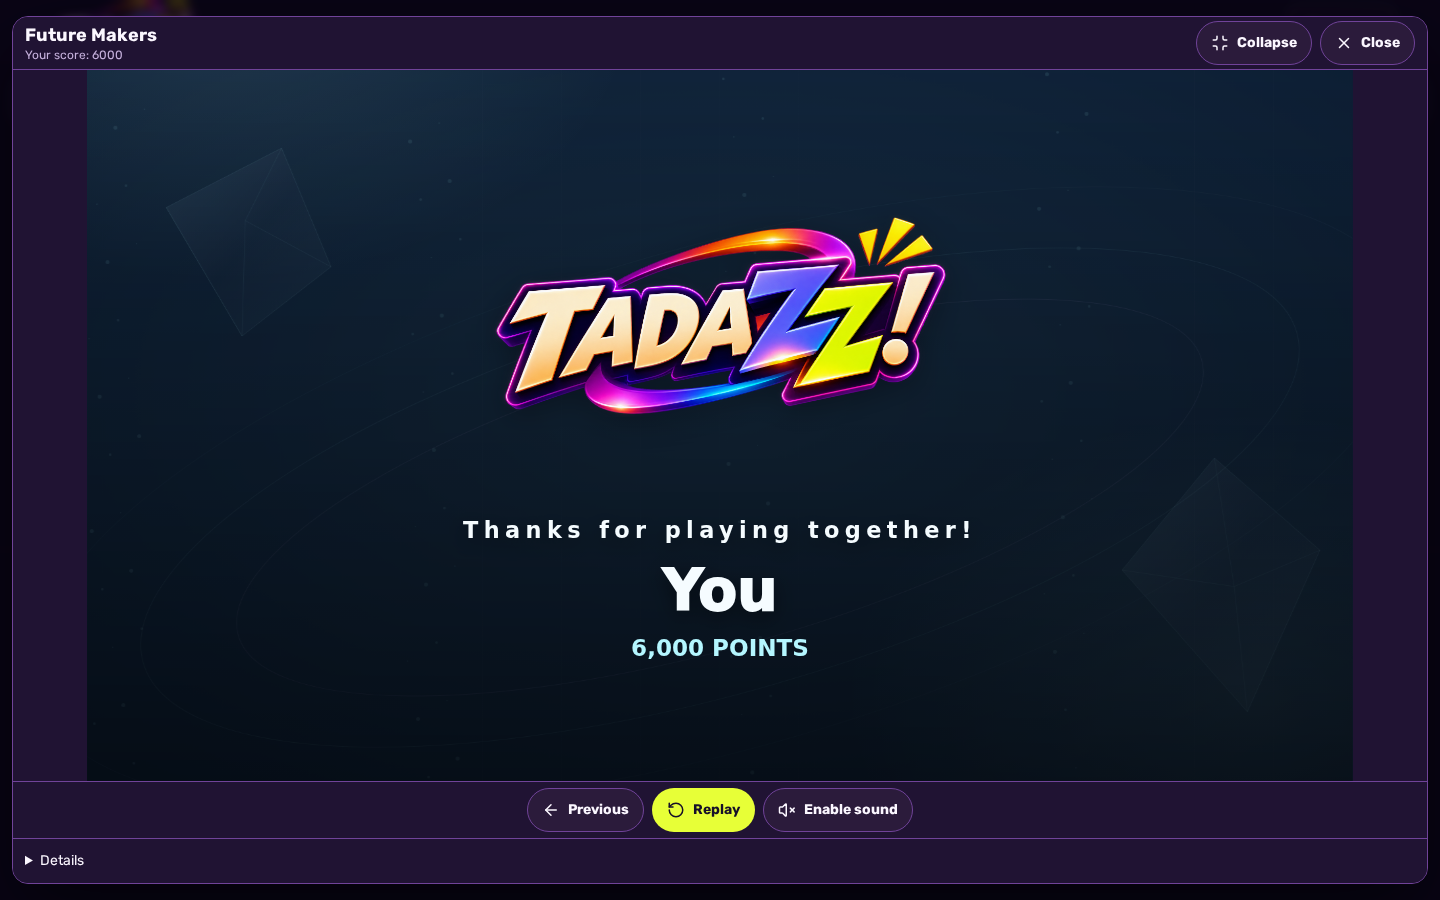 Future Makers
Your score: 6000
Collapse
Close
TADAZZ!
Thanks for playing together!
You
6,000 POINTS
Previous
Replay
Enable sound
Details